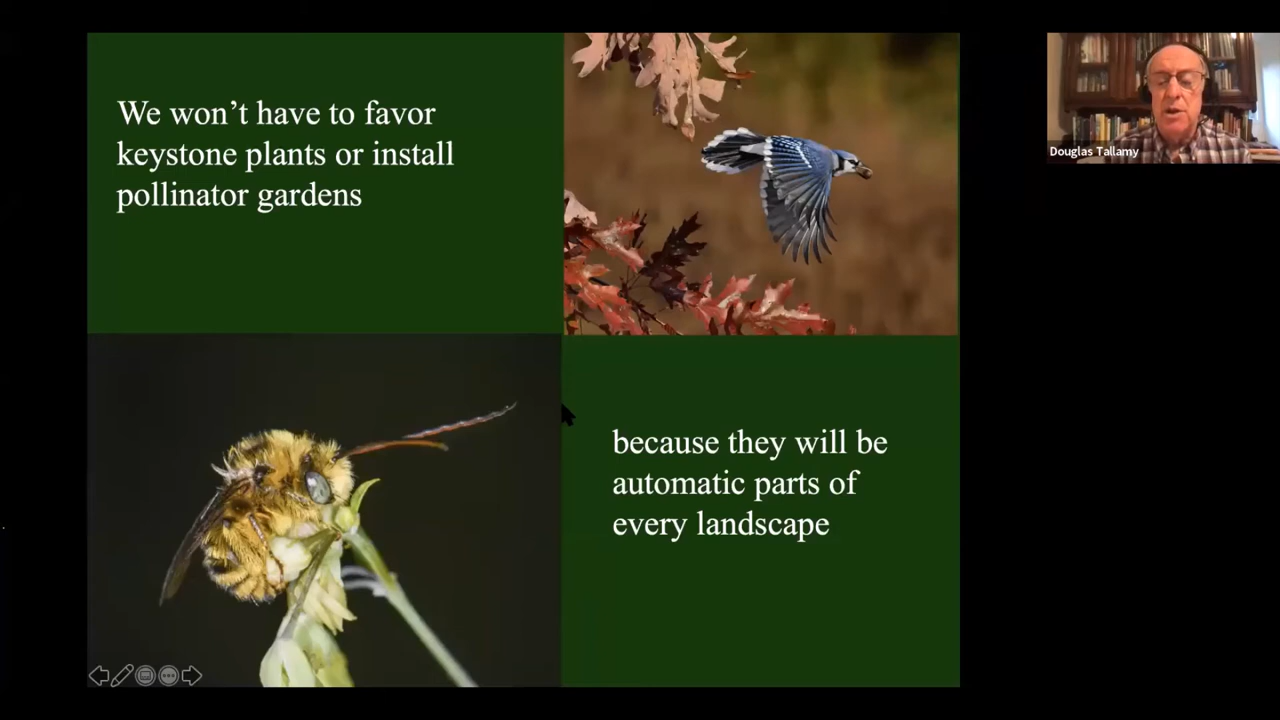 We won’t have to favor
keystone plants or install
pollinator gardens
Douglas Tallamy
because they will be
automatic parts of
every landscape